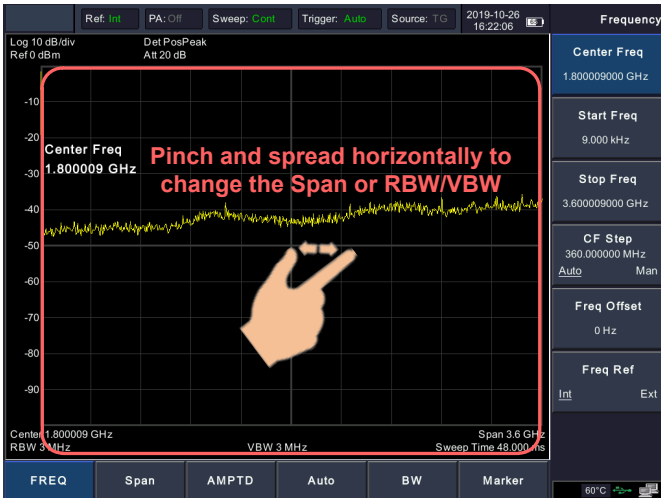 Ref: Int PA: Off Sweep: Cont Trigger: Auto Source: TG 2019-10-26 16:22:06 Frequency
Log 10 dB/div Det PosPeak
Ref 0 dBm Att 20 dB
-10
-20
-30
-40
-50
-60
-70
-80
-90
Center Freq
1.800009 GHz
Pinch and spread horizontally to
change the Span or RBW/VBW
Center 1.800009 GHz Span 3.6 GHz
RBW 3 MHz VBW 3 MHz Sweep Time 48.000 ms
Center Freq
1.800009000 GHz
Start Freq
9.000 kHz
Stop Freq
3.600009000 GHz
CF Step
360.000000 MHz
Auto Man
Freq Offset
0 Hz
Freq Ref
Int Ext
FREQ Span AMPTD Auto BW Marker
60°C